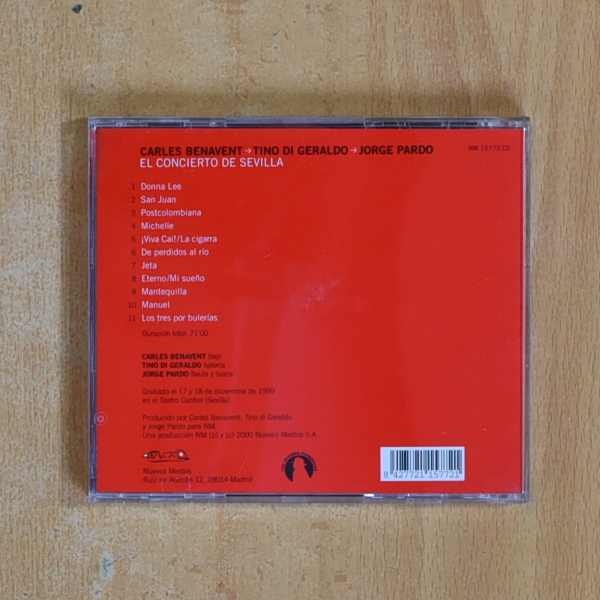 CARLES BENAVENT→TINO DI GERALDO→JORGE PARDO NM 15772 CD
EL CONCIERTO DE SEVILLA
1 Donna Lee
2 San Juan
3 Postcolombiana
4 Michelle
5 ¡Viva Cai!/La cigarra
6 De perdidos al río
7 Jeta
8 Eterno/Mi sueño
9 Mantequilla
10 Manuel
11 Los tres por bulerías
Duración total: 71'00
CARLES BENAVENT bajo
TINO DI GERALDO batería
JORGE PARDO flauta y saxos
Grabado el 17 y 18 de diciembre de 1999
en el Teatro Central (Sevilla).
Producido por Carles Benavent, Tino di Geraldo
y Jorge Pardo para NM
Una producción NM (p) y (c) 2000 Nuevos Medios S.A.
Nuevos Medios
Ruiz de Alarcón 12, 28014 Madrid
8 427721 157721